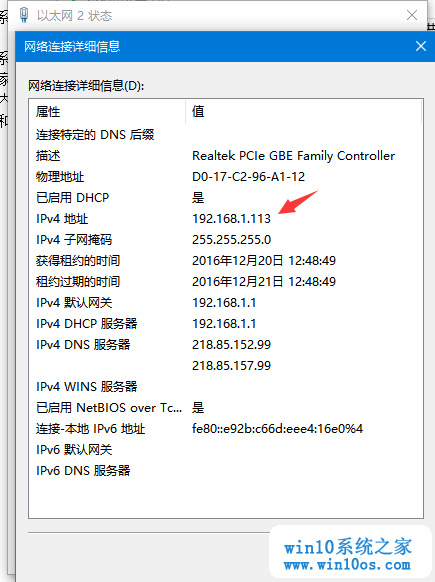 以太网 2 状态
网络连接详细信息
网络连接详细信息(D):
属性 值
连接特定的 DNS 后缀
描述 Realtek PCIe GBE Family Controller
物理地址 D0-17-C2-96-A1-12
已启用 DHCP 是
IPv4 地址 192.168.1.113
IPv4 子网掩码 255.255.255.0
获得租约的时间 2016年12月20日 12:48:49
租约过期的时间 2016年12月21日 12:48:49
IPv4 默认网关 192.168.1.1
IPv4 DHCP 服务器 192.168.1.1
IPv4 DNS 服务器 218.85.152.99
218.85.157.99
IPv4 WINS 服务器
已启用 NetBIOS over Tc... 是
连接-本地 IPv6 地址 fe80::e92b:c66d:eee4:16e0%4
IPv6 默认网关
IPv6 DNS 服务器
win10系统之家
www.win10os.com